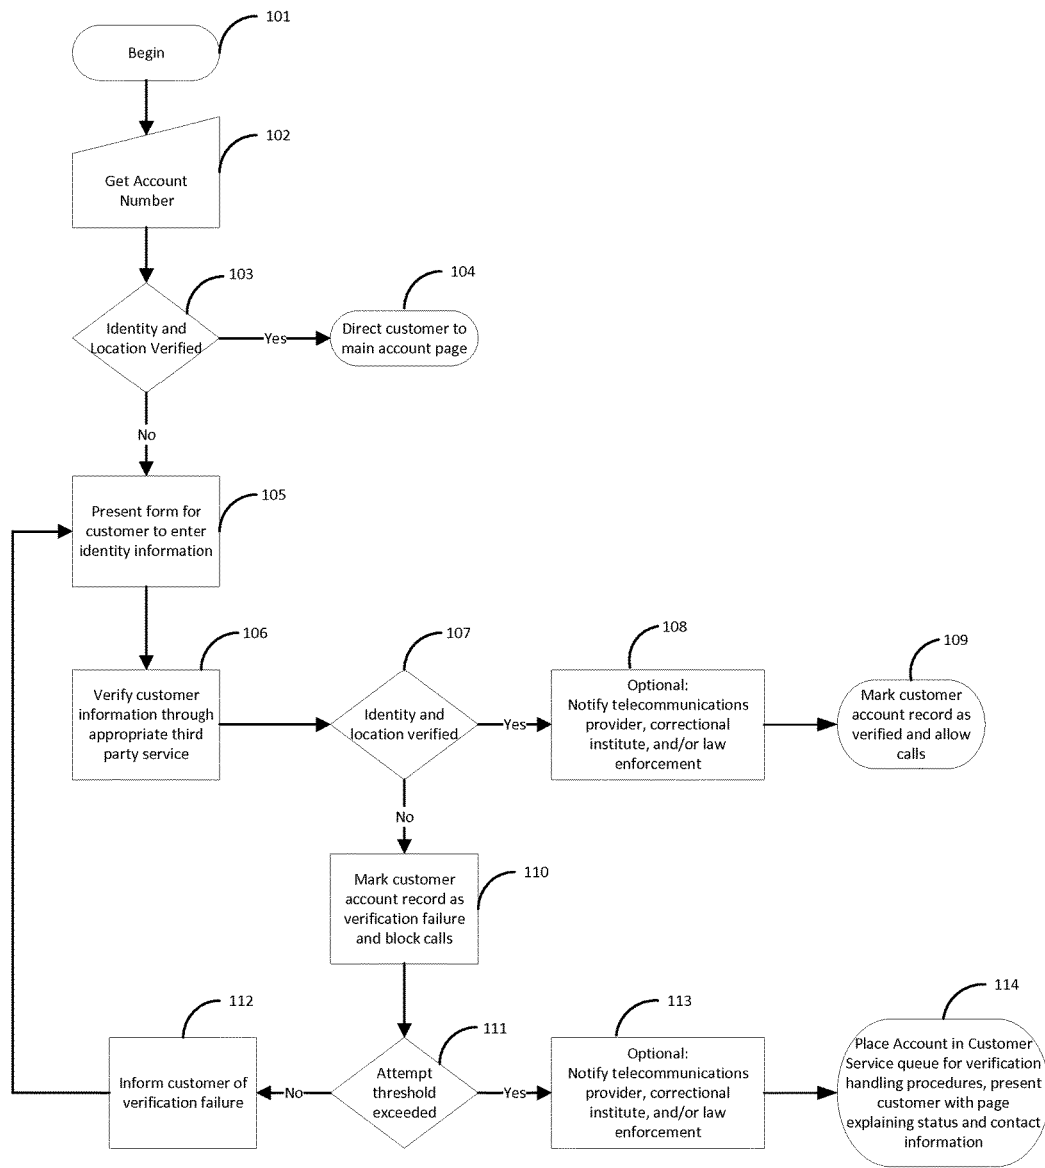 101
Begin
102
Get Account
Number
103
104
Identity and
Location Verified
Yes
Direct customer to
main account page
No
105
Present form for
customer to enter
identity information
106
107
108
109
Verify customer
information through
appropriate third
party service
Identity and
location verified
Yes
Optional:
Notify telecommunications
provider, correctional
institute, and/or law
enforcement
Mark customer
account record as
verified and allow
calls
No
110
Mark customer
account record as
verification failure
and block calls
112
111
113
114
Inform customer of
verification failure
No
Attempt
threshold
exceeded
Yes
Optional:
Notify telecommunications
provider, correctional
institute, and/or law
enforcement
Place Account in Customer
Service queue for verification
handling procedures, present
customer with page
explaining status and contact
information